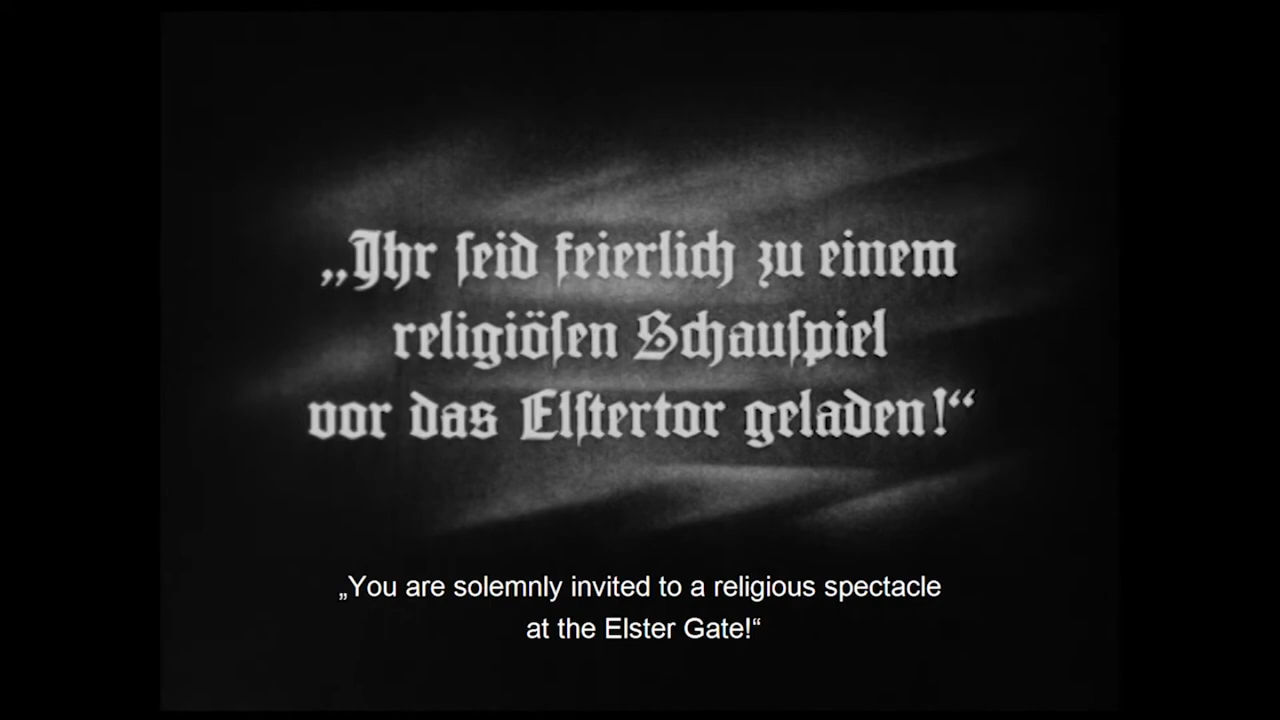 „Ihr ſeid feierlich zu einem
religiöſen Schauſpiel
vor das Elſtertor geladen!“
„You are solemnly invited to a religious spectacle
at the Elster Gate!“